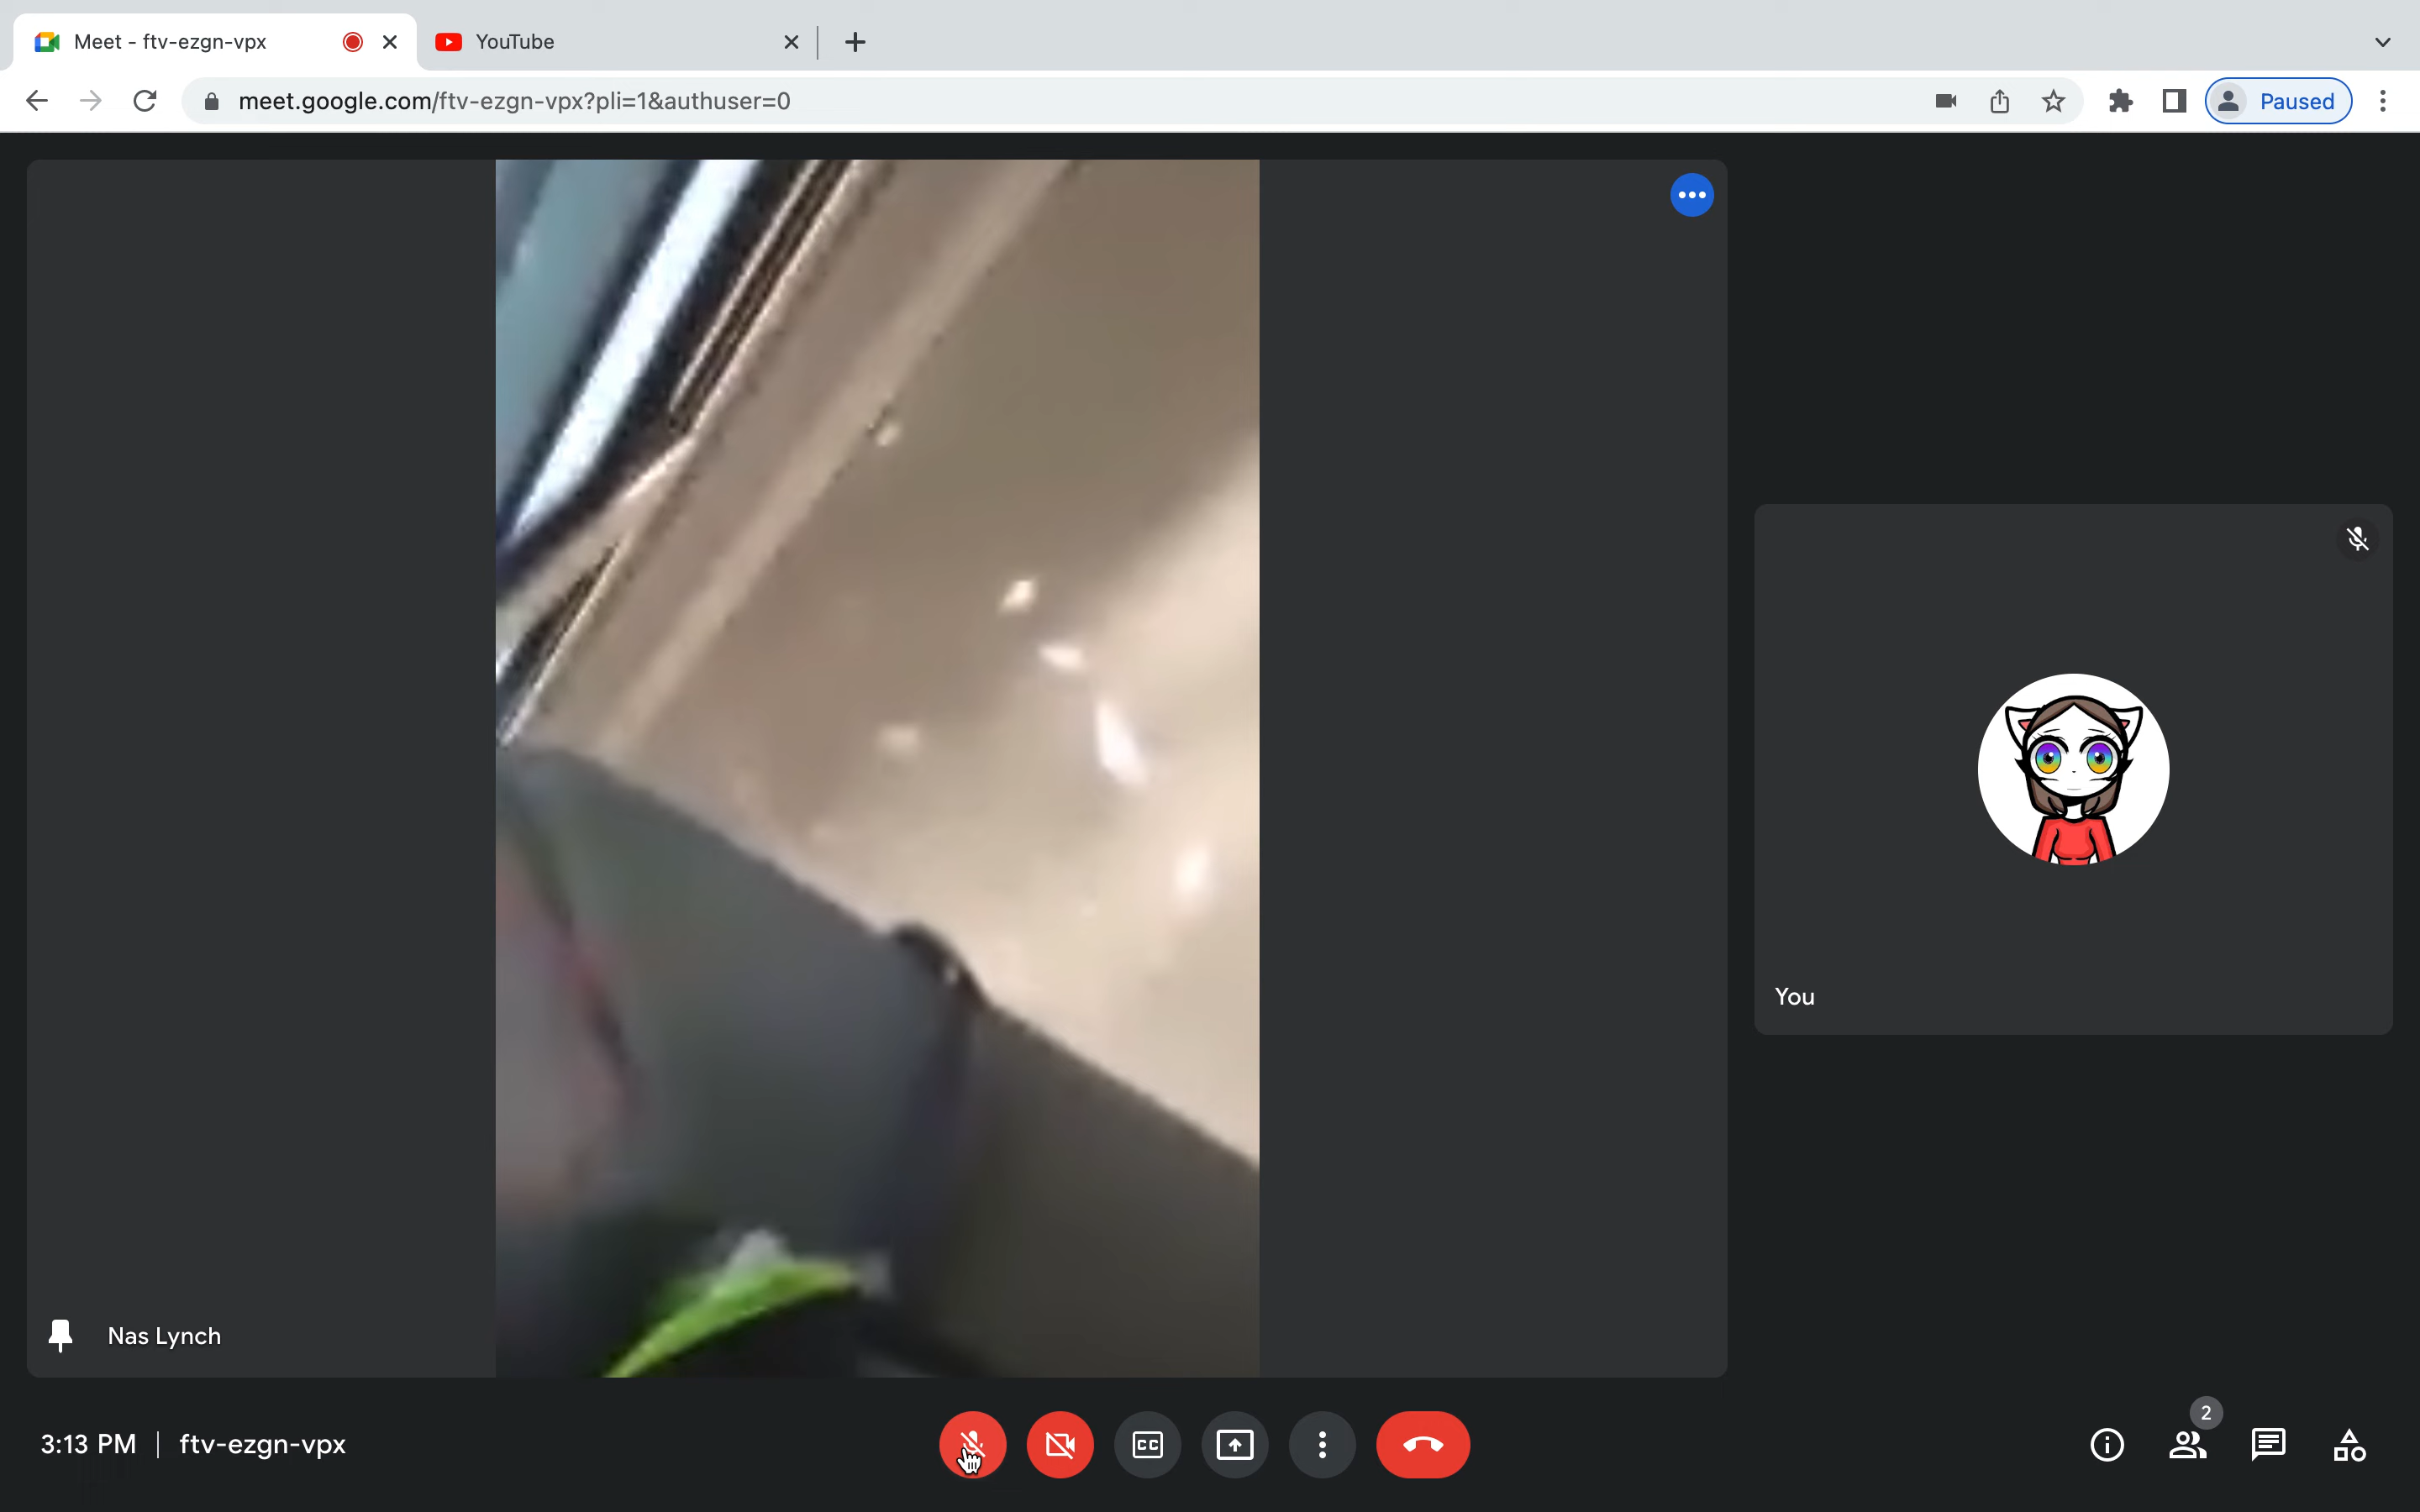 Meet - ftv-ezgn-vpx
YouTube
meet.google.com/ftv-ezgn-vpx?pli=1&authuser=0
Paused
You
Nas Lynch
3:13 PM | ftv-ezgn-vpx
CC
2